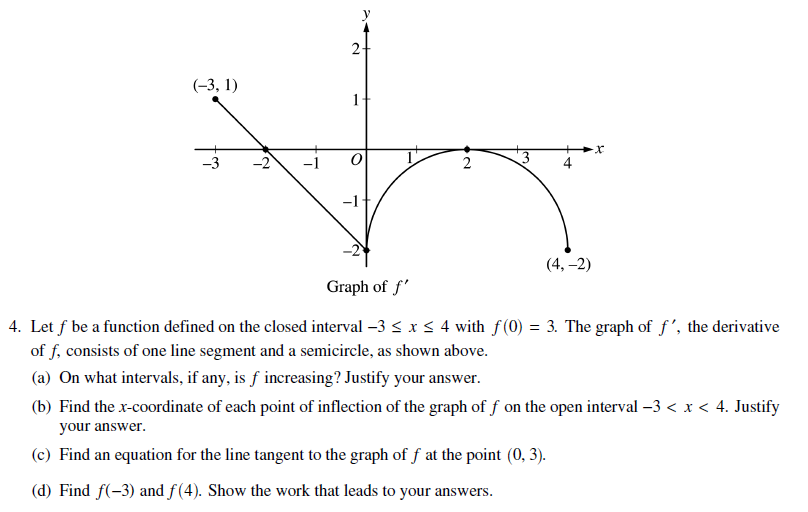 y
2
(–3, 1)
1
–3 –2 –1 O 1 2 3 4 x
–1
–2
(4, –2)
Graph of f ′
4. Let f be a function defined on the closed interval –3 ≤ x ≤ 4 with f(0) = 3. The graph of f ′, the derivative
of f, consists of one line segment and a semicircle, as shown above.
(a) On what intervals, if any, is f increasing? Justify your answer.
(b) Find the x-coordinate of each point of inflection of the graph of f on the open interval –3 < x < 4. Justify
your answer.
(c) Find an equation for the line tangent to the graph of f at the point (0, 3).
(d) Find f(–3) and f(4). Show the work that leads to your answers.